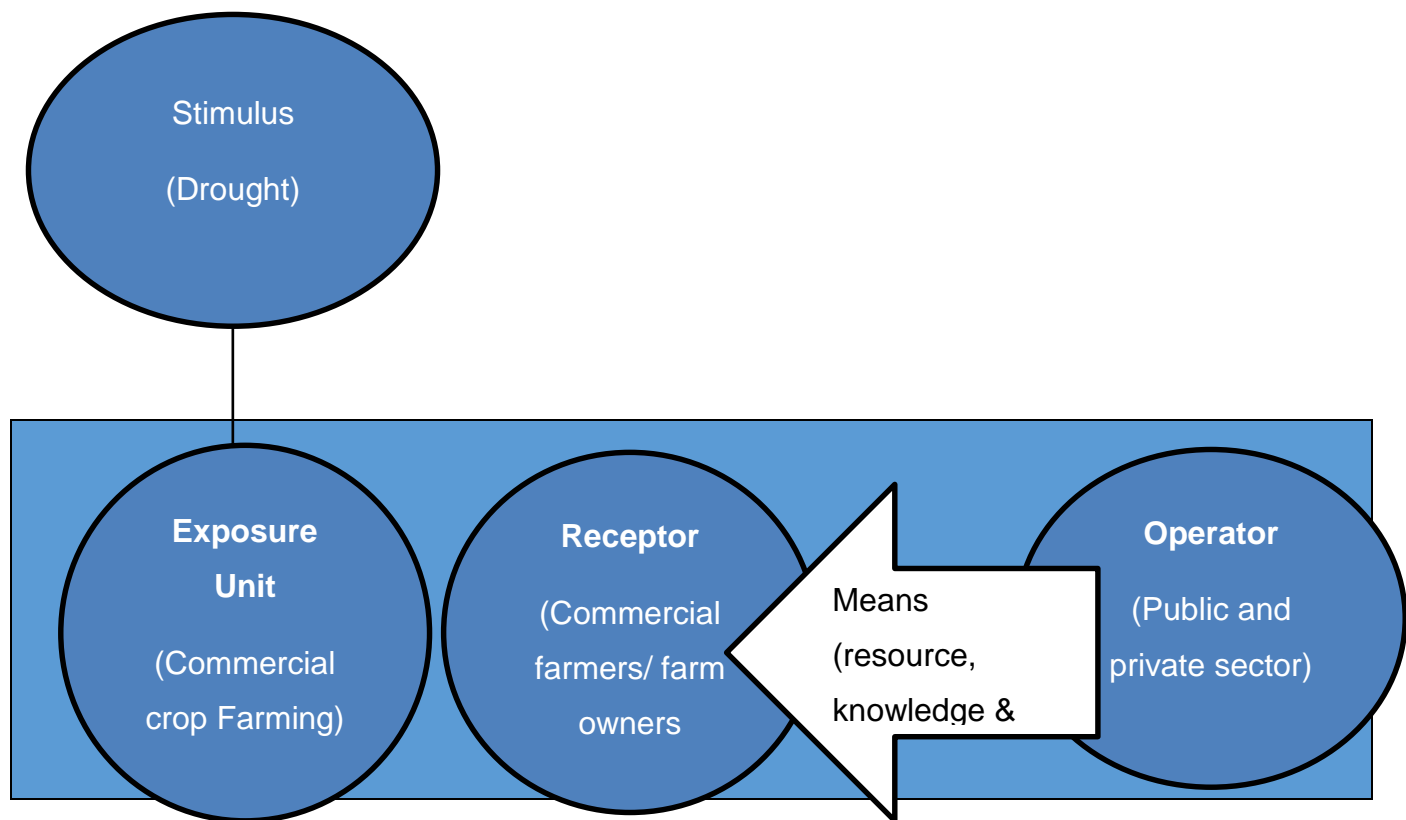 Stimulus
(Drought)
Exposure
Unit
(Commercial
crop Farming)
Receptor
(Commercial
farmers/ farm
owners
Means
(resource,
knowledge &
Operator
(Public and
private sector)